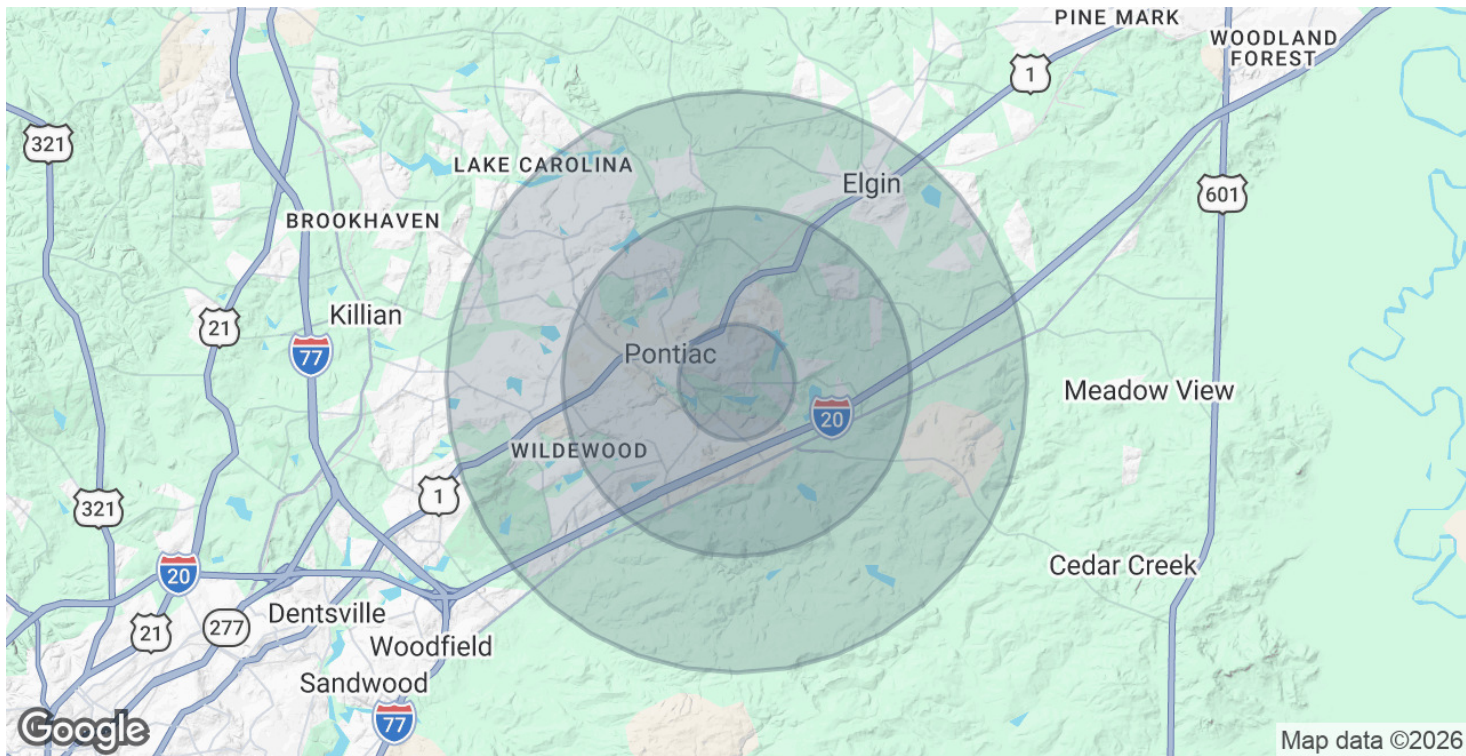 PINE MARK
WOODLAND
FOREST
1
321
LAKE CAROLINA
Elgin
601
BROOKHAVEN
Killian
21
77
Pontiac
Meadow View
20
WILDEWOOD
1
321
20
Cedar Creek
Dentsville
21
277
Woodfield
Sandwood
77
Google
Map data ©2026